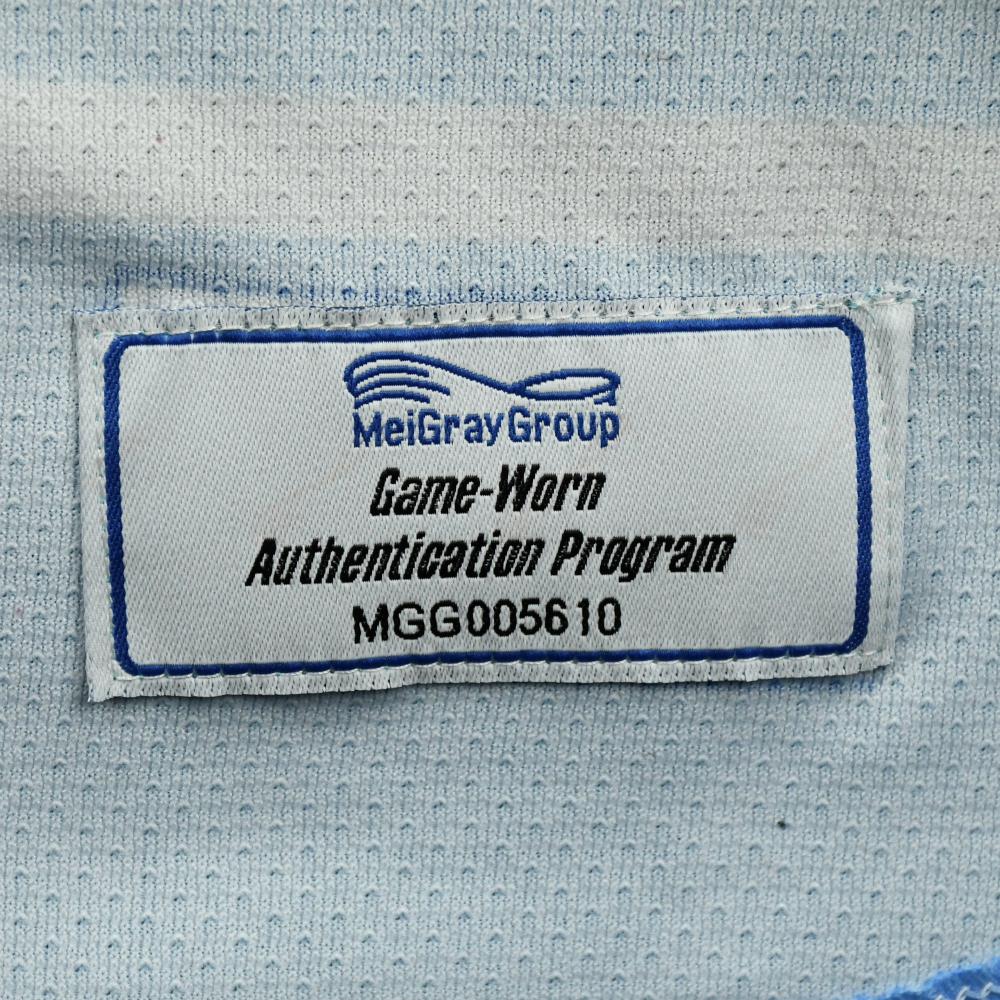 MeiGrayGroup
Game-Worn
Authentication Program
MGG005610